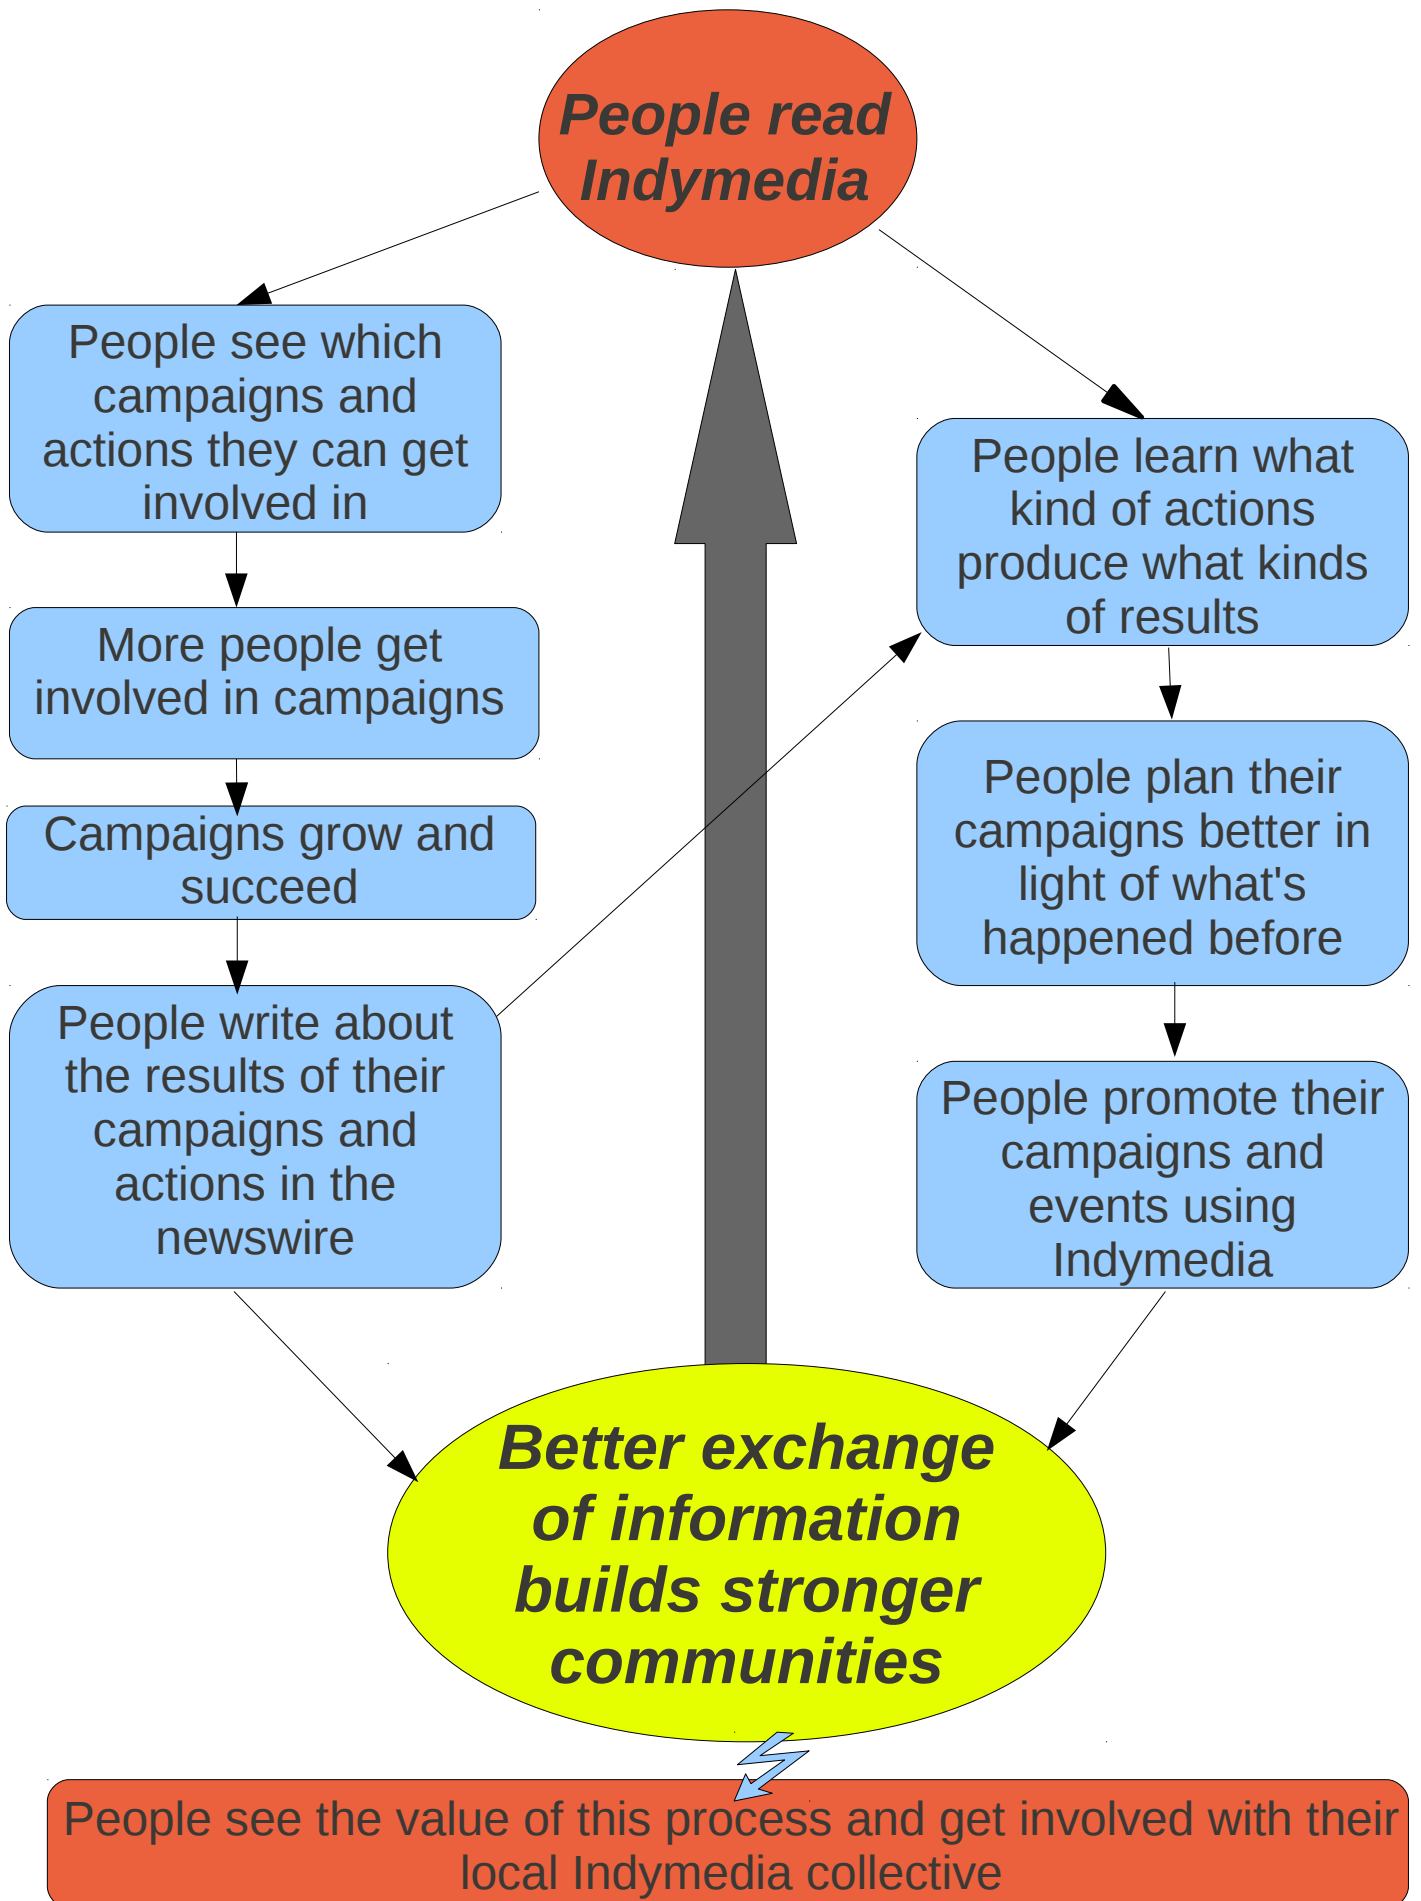 People read
Indymedia
People see which
campaigns and
actions they can get
involved in
More people get
involved in campaigns
Campaigns grow and
succeed
People write about
the results of their
campaigns and
actions in the
newswire
People learn what
kind of actions
produce what kinds
of results
People plan their
campaigns better in
light of what's
happened before
People promote their
campaigns and
events using
Indymedia
Better exchange
of information
builds stronger
communities
People see the value of this process and get involved with their
local Indymedia collective